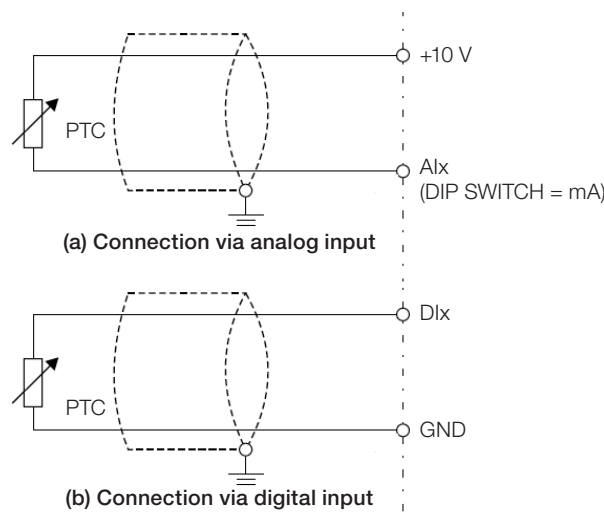 +10 V
PTC
AIx
(DIP SWITCH = mA)
(a) Connection via analog input
DIx
PTC
GND
(b) Connection via digital input